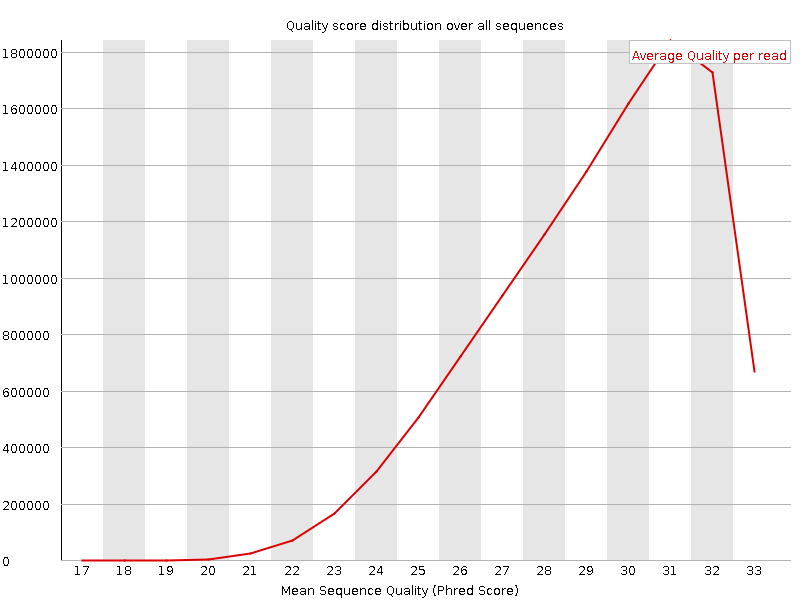 Quality score distribution over all sequences
Average Quality per read
1800000
1600000
1400000
1200000
1000000
800000
600000
400000
200000
0
17 18 19 20 21 22 23 24 25 26 27 28 29 30 31 32 33
Mean Sequence Quality (Phred Score)